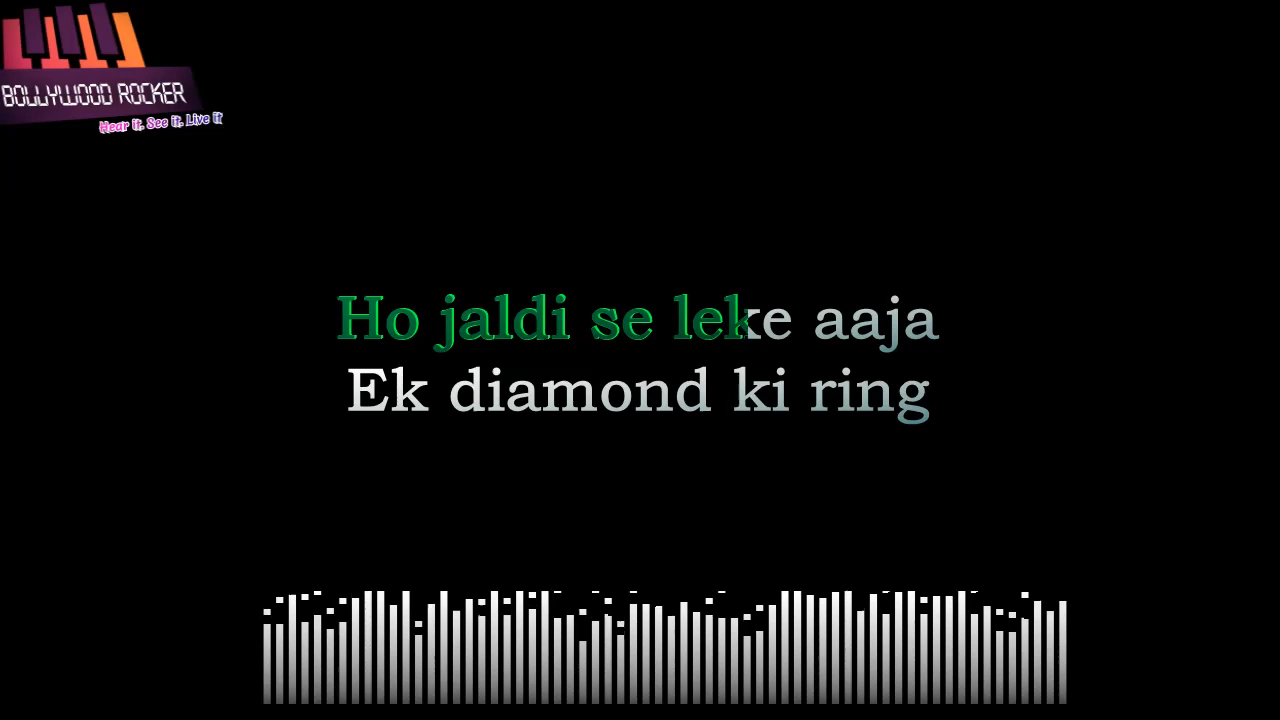 BOLLYWOOD ROCKER
Hear it. See it. Live it
Ho jaldi se leke aaja
Ek diamond ki ring